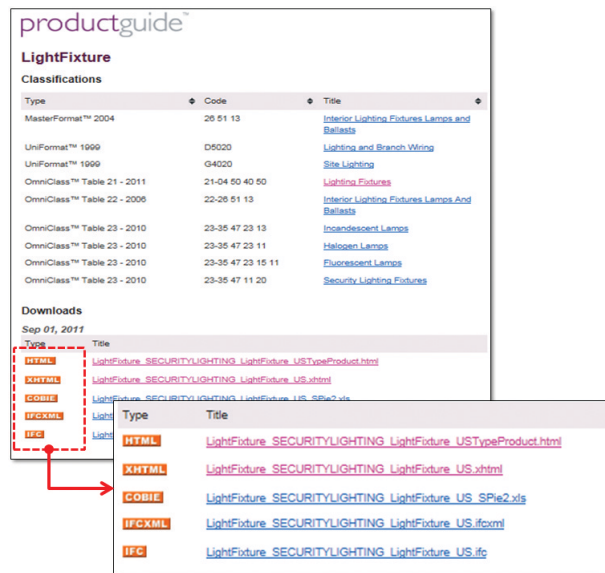 productguide™
LightFixture
Classifications
Type Code Title
MasterFormat™ 2004 26 51 13 Interior Lighting Fixtures Lamps and
Ballasts
UniFormat™ 1999 D5020 Lighting and Branch Wiring
UniFormat™ 1999 G4020 Site Lighting
OmniClass™ Table 21 - 2011 21-04 50 40 50 Lighting Fixtures
OmniClass™ Table 22 - 2006 22-26 51 13 Interior Lighting Fixtures Lamps And
Ballasts
OmniClass™ Table 23 - 2010 23-35 47 23 13 Incandescent Lamps
OmniClass™ Table 23 - 2010 23-35 47 23 11 Halogen Lamps
OmniClass™ Table 23 - 2010 23-35 47 23 15 11 Fluorescent Lamps
OmniClass™ Table 23 - 2010 23-35 47 11 20 Security Lighting Fixtures
Downloads
Sep 01, 2011
Type Title
HTML LightFixture_SECURITYLIGHTING_LightFixture_USTypeProduct.html
XHTML LightFixture_SECURITYLIGHTING_LightFixture_US.xhtml
COBIE LightFixture_SECURITYLIGHTING_LightFixture_US_SPie2.xls
IFCXML Light
IFC Light
Type Title
HTML LightFixture_SECURITYLIGHTING_LightFixture_USTypeProduct.html
XHTML LightFixture_SECURITYLIGHTING_LightFixture_US.xhtml
COBIE LightFixture_SECURITYLIGHTING_LightFixture_US_SPie2.xls
IFCXML LightFixture_SECURITYLIGHTING_LightFixture_US.ifcxml
IFC LightFixture_SECURITYLIGHTING_LightFixture_US.ifc